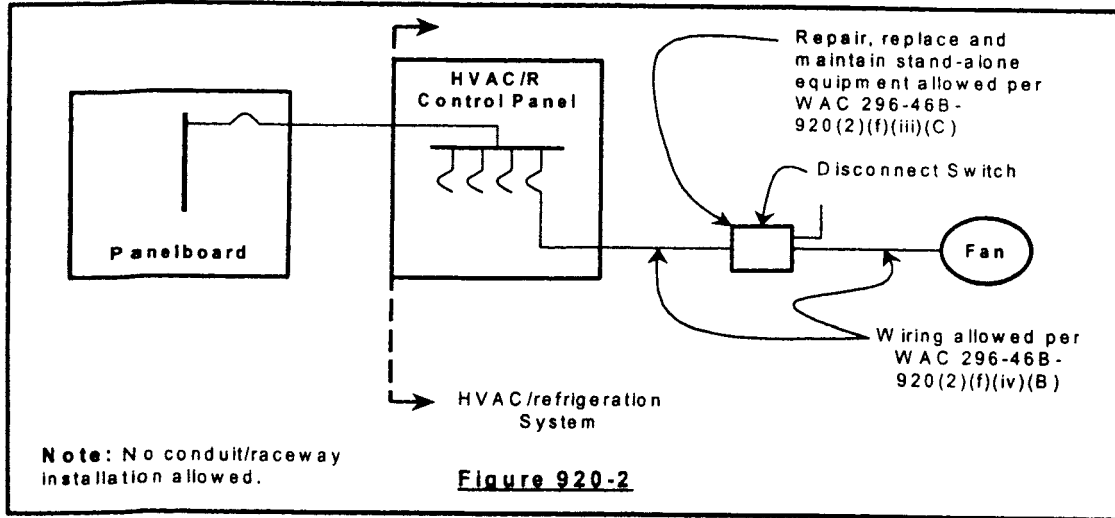 Repair, replace and
maintain stand-alone
equipment allowed per
WAC 296-46B-
920(2)(f)(iii)(C)
HVAC/R
Control Panel
Disconnect Switch
Panelboard
Fan
Wiring allowed per
WAC 296-46B-
920(2)(f)(iv)(B)
HVAC/refrigeration
System
Note: No conduit/raceway
installation allowed.
Figure 920-2